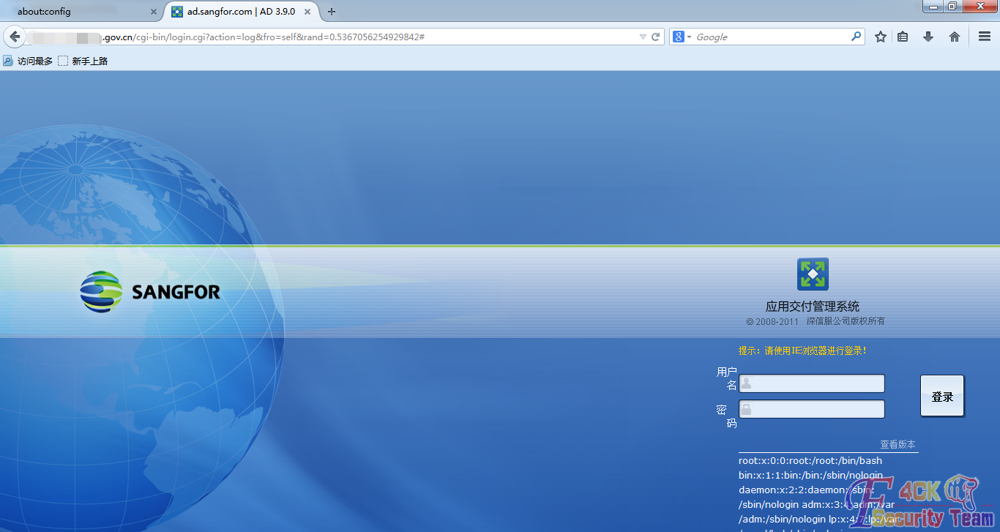 about:config
ad.sangfor.com | AD 3.9.0
.gov.cn/cgi-bin/login.cgi?action=log&fro=self&rand=0.5367056254929842#
8 Google
访问最多 新手上路
SANGFOR
应用交付管理系统
© 2008-2011 深信服公司版权所有
提示：请使用IE浏览器进行登录!
用户名
密码
登录
查看版本
root:x:0:0:root:/root:/bin/bash
bin:x:1:1:bin:/bin:/sbin/nologin
daemon:x:2:2:daemon:/sbin:
/sbin/nologin adm:x:3:4:adm:/var
/adm:/sbin/nologin lp:x:4:7:lp:/var
F4CK
Security Team